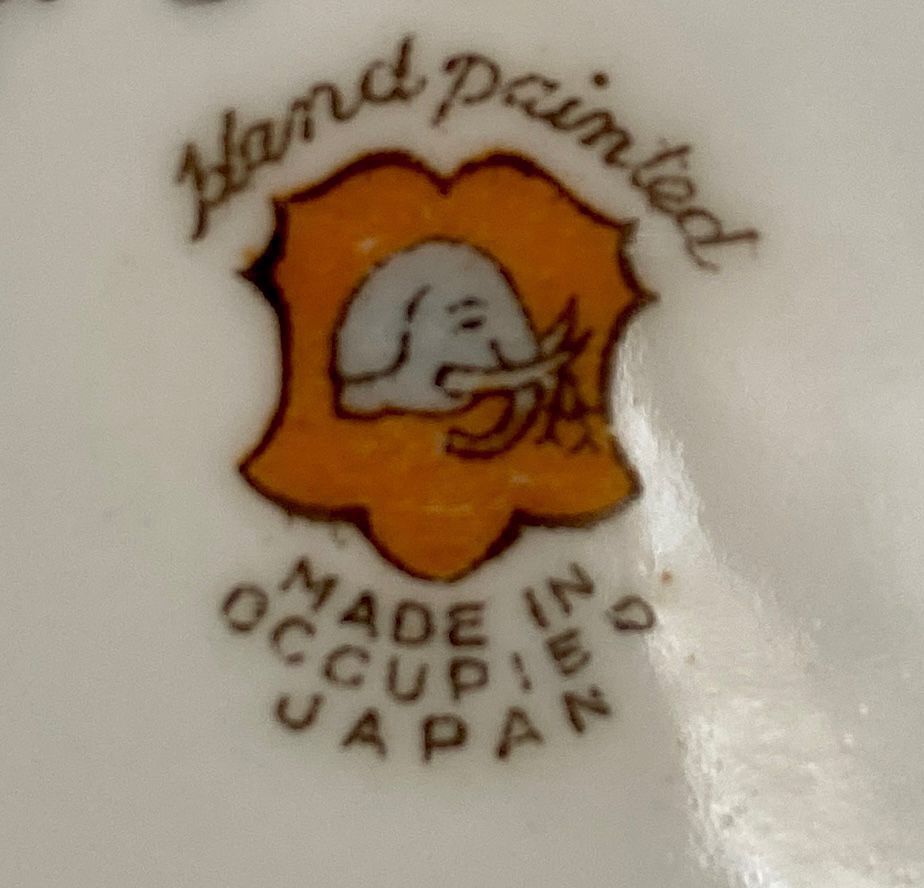 Hand painted
MADE IN
OCCUPIED
JAPAN